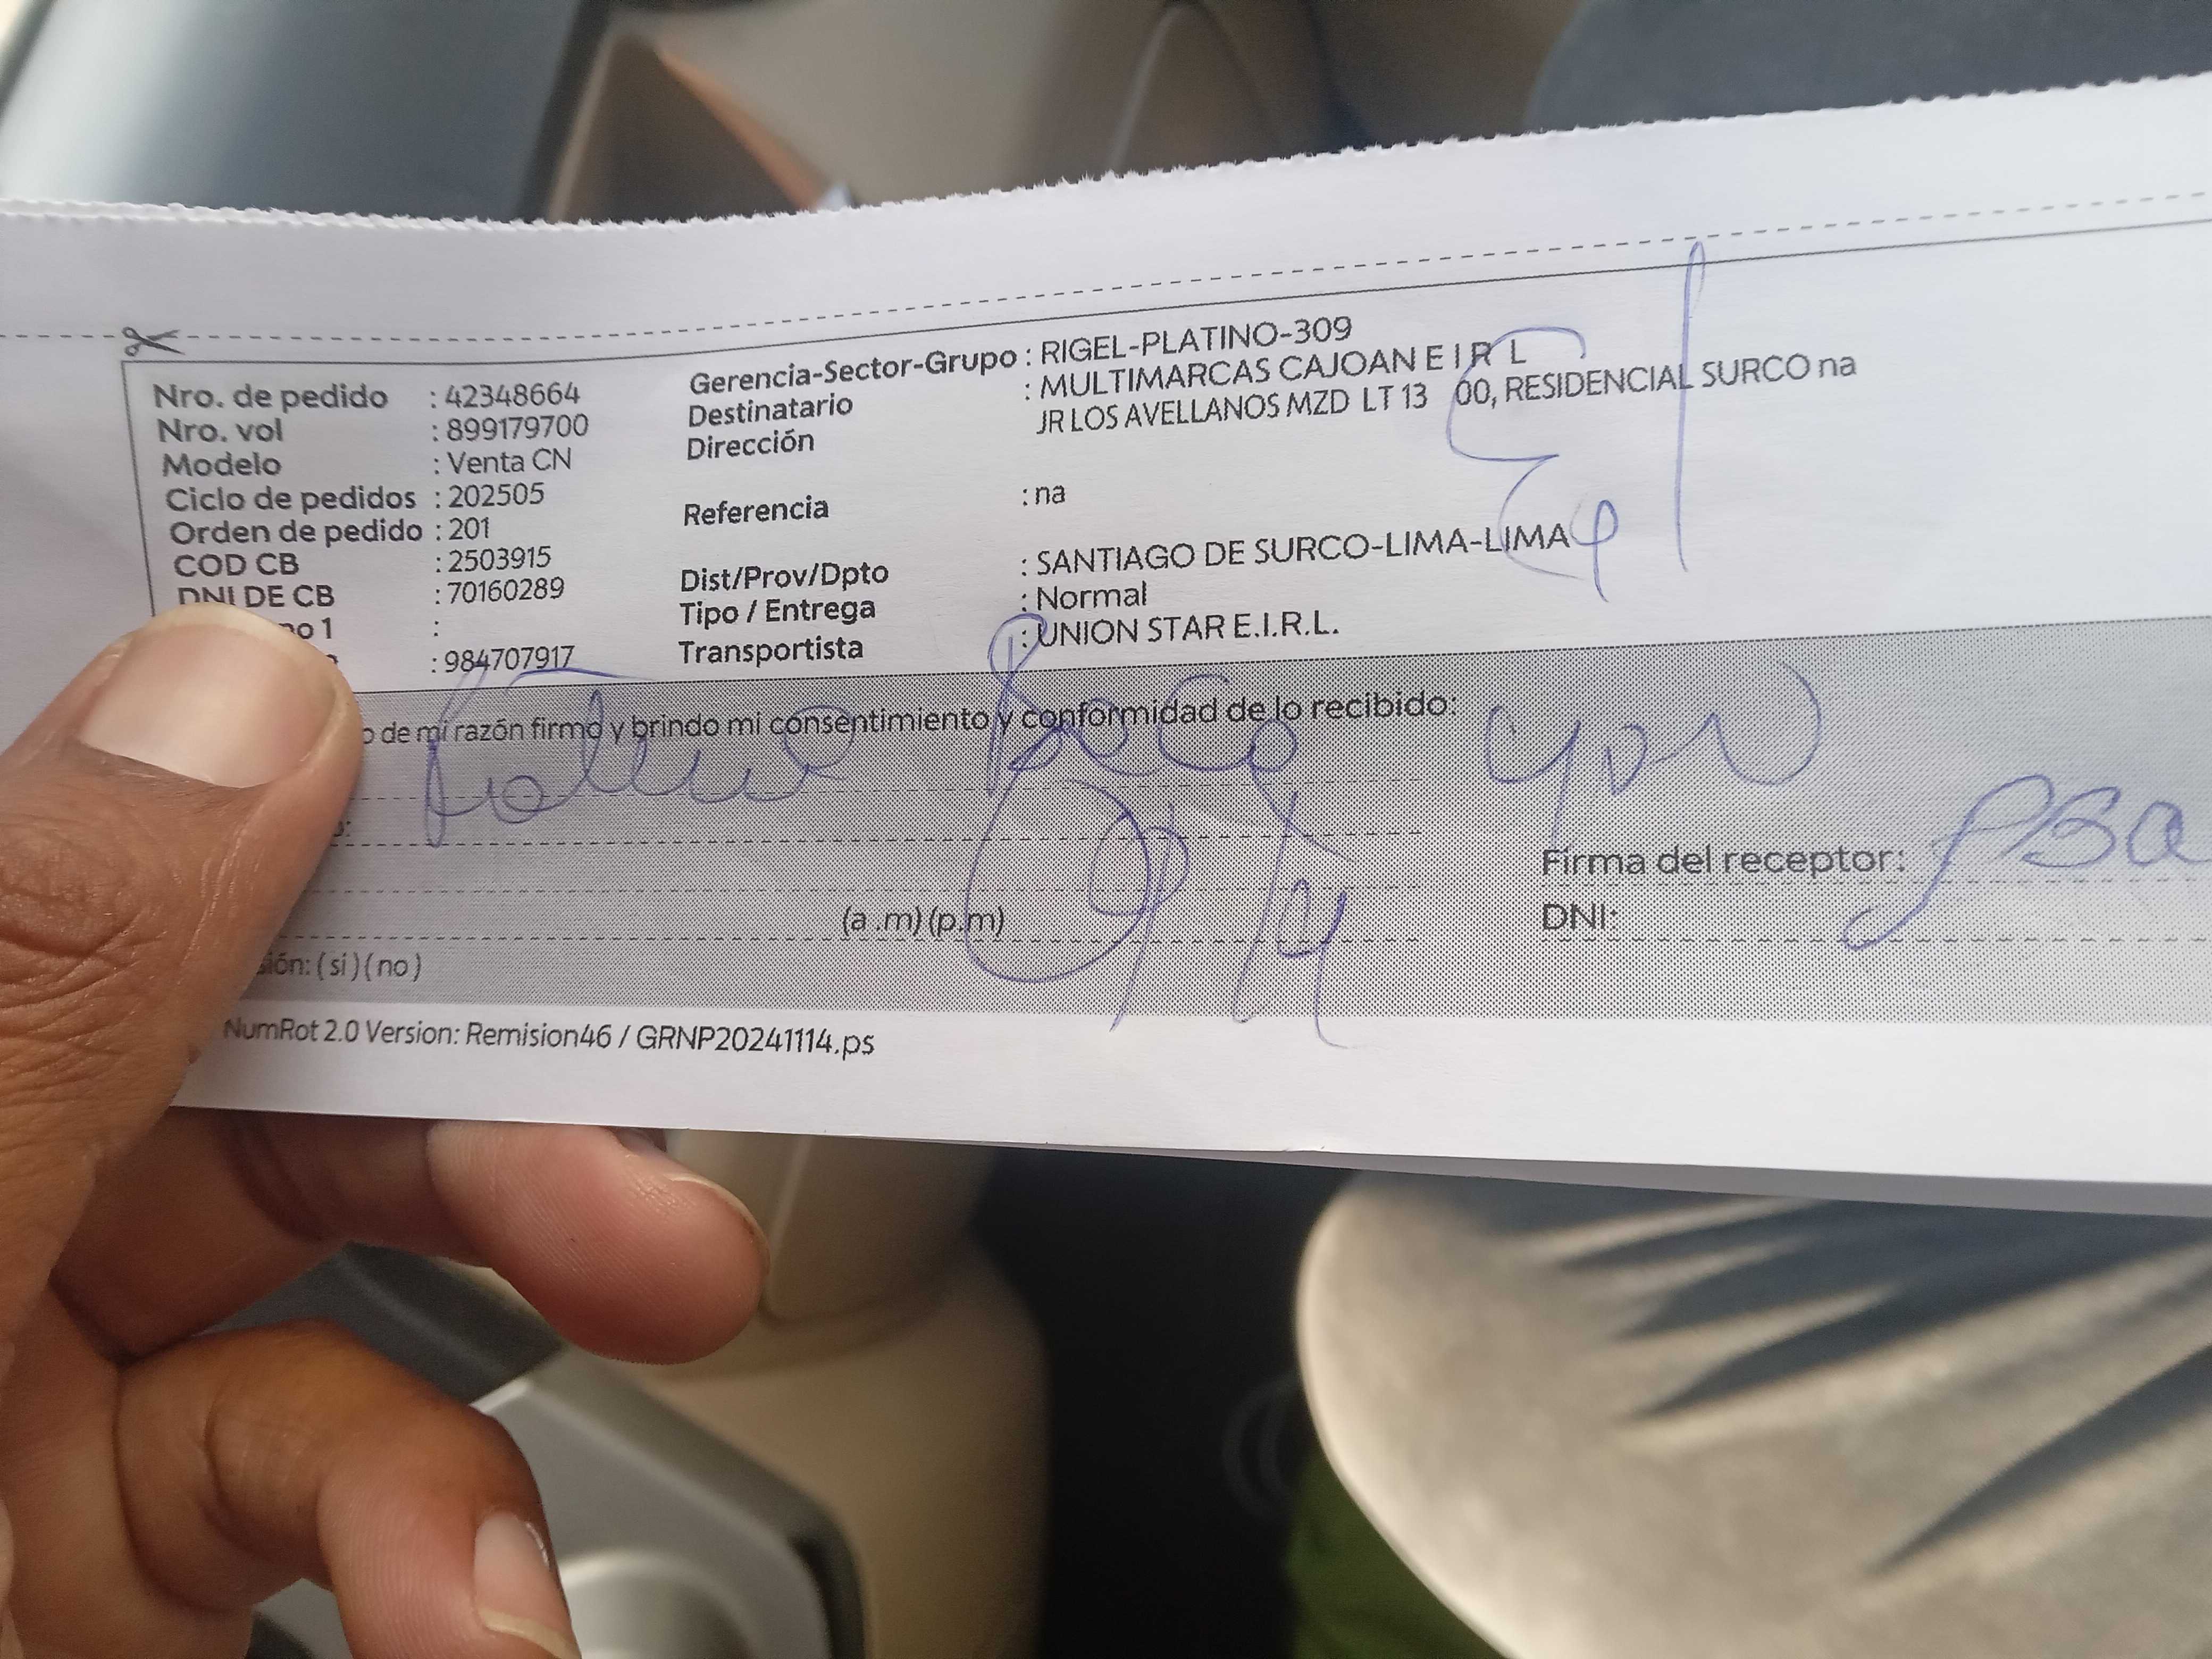 Nro. de pedido : 42348664
Nro. vol : 899179700
Modelo : Venta CN
Ciclo de pedidos : 202505
Orden de pedido : 201
COD CB : 2503915
DNI DE CB : 70160289
no 1 :
: 984707917
Gerencia-Sector-Grupo : RIGEL-PLATINO-309
Destinatario : MULTIMARCAS CAJOAN E I R L
Dirección JR LOS AVELLANOS MZD LT 13 00, RESIDENCIAL SURCO na
Referencia : na
Dist/Prov/Dpto : SANTIAGO DE SURCO-LIMA-LIMA
Tipo / Entrega : Normal
Transportista : UNION STAR E.I.R.L.
o de mi razón firmo y brindo mi consentimiento y conformidad de lo recibido:
Firma del receptor:
(a .m) (p.m)
DNI:
sión: ( si ) ( no )
NumRot 2.0 Version: Remision46 / GRNP20241114.ps